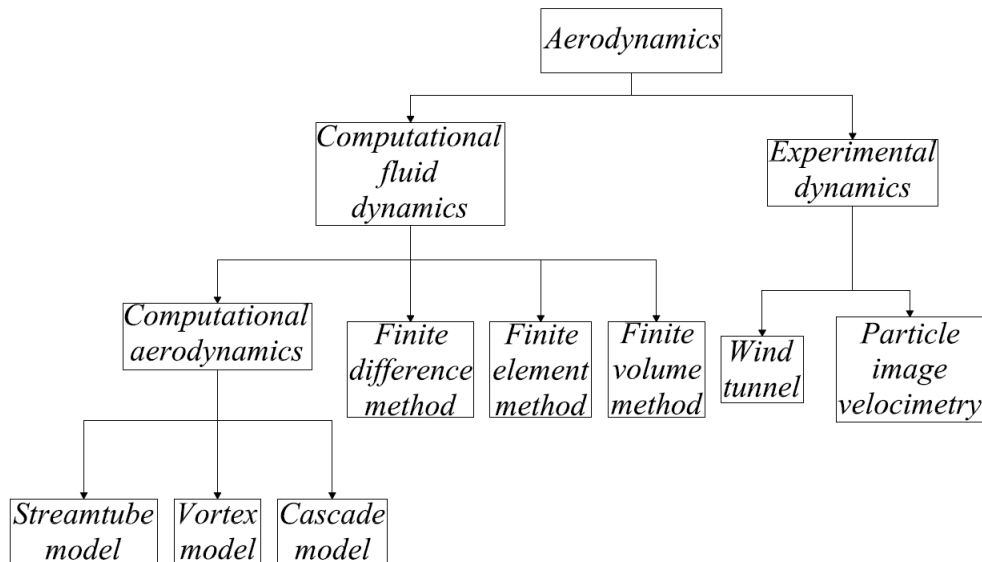 Aerodynamics
Computational
fluid
dynamics
Experimental
dynamics
Computational
aerodynamics
Finite
difference
method
Finite
element
method
Finite
volume
method
Wind
tunnel
Particle
image
velocimetry
Streamtube
model
Vortex
model
Cascade
model